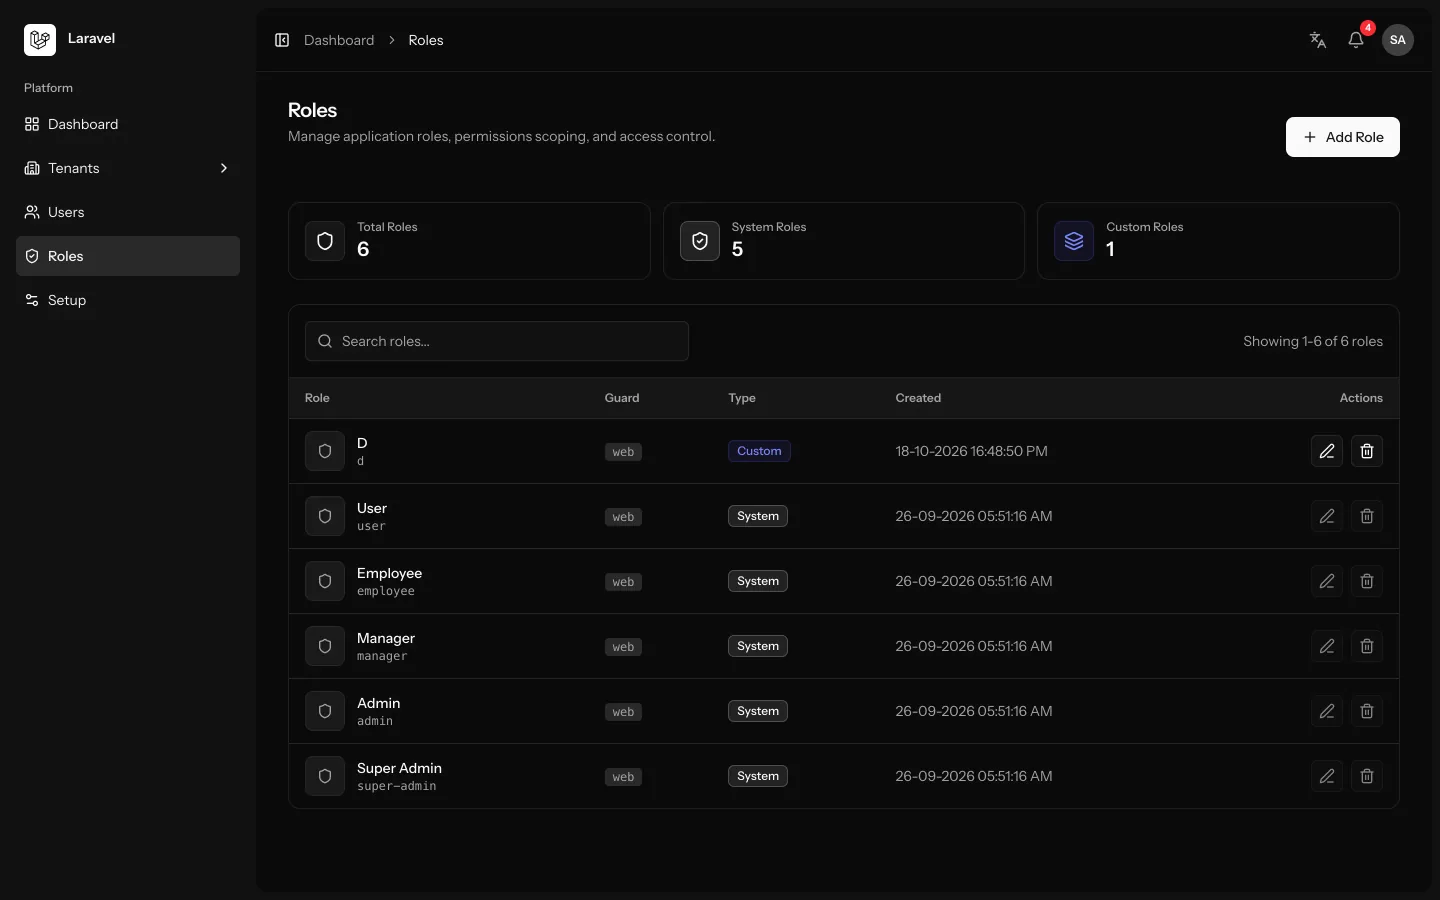 Laravel
Platform
Dashboard
Tenants
Users
Roles
Setup
Dashboard > Roles
4
SA
Roles
Manage application roles, permissions scoping, and access control.
+ Add Role
Total Roles
6
System Roles
5
Custom Roles
1
Search roles...
Showing 1-6 of 6 roles
Role Guard Type Created Actions
D
d
web Custom 18-10-2026 16:48:50 PM
User
user
web System 26-09-2026 05:51:16 AM
Employee
employee
web System 26-09-2026 05:51:16 AM
Manager
manager
web System 26-09-2026 05:51:16 AM
Admin
admin
web System 26-09-2026 05:51:16 AM
Super Admin
super-admin
web System 26-09-2026 05:51:16 AM